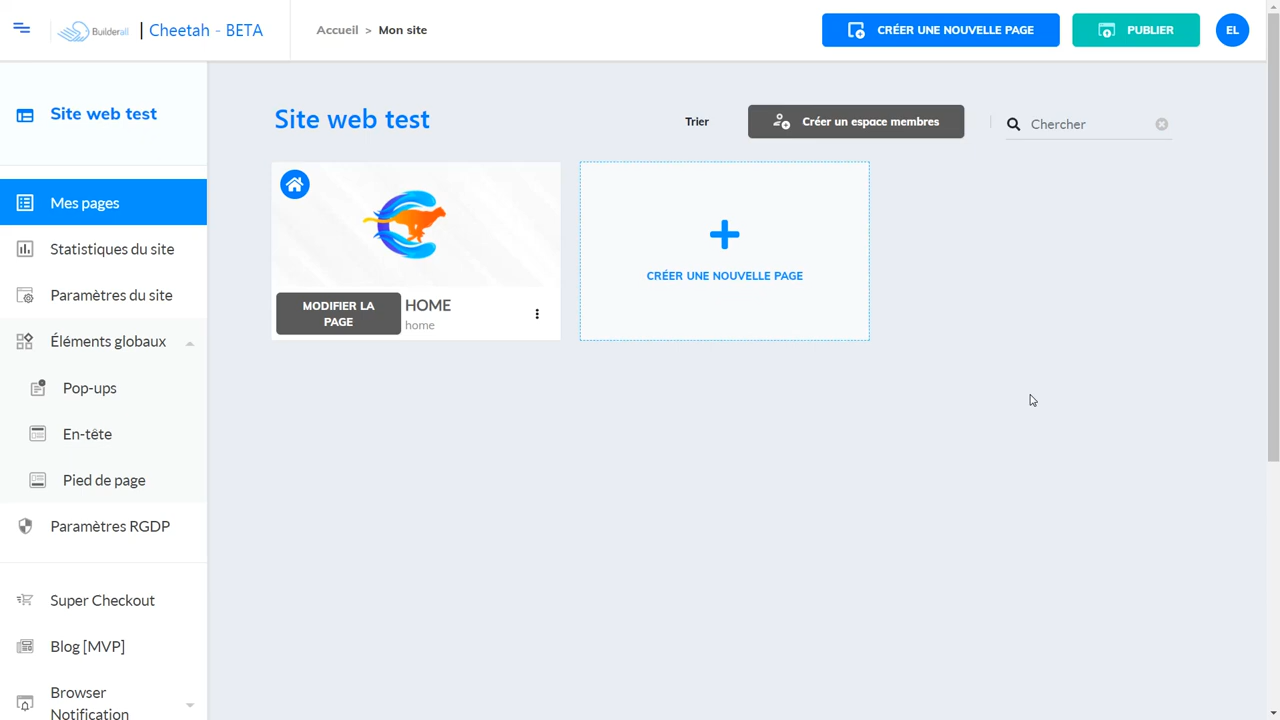 Builderall
Cheetah - BETA
Accueil > Mon site
CRÉER UNE NOUVELLE PAGE
PUBLIER
EL
Site web test
Mes pages
Statistiques du site
Paramètres du site
Éléments globaux
Pop-ups
En-tête
Pied de page
Paramètres RGDP
Super Checkout
Blog [MVP]
Browser
Notification
Site web test
Trier
Créer un espace membres
Chercher
MODIFIER LA
PAGE
HOME
home
CRÉER UNE NOUVELLE PAGE